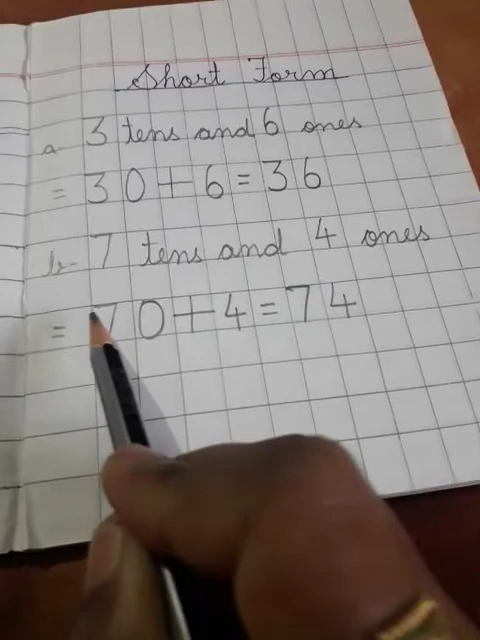 Short Form
a- 3 tens and 6 ones
= 30+6=36
b- 7 tens and 4 ones
= 70+4=74